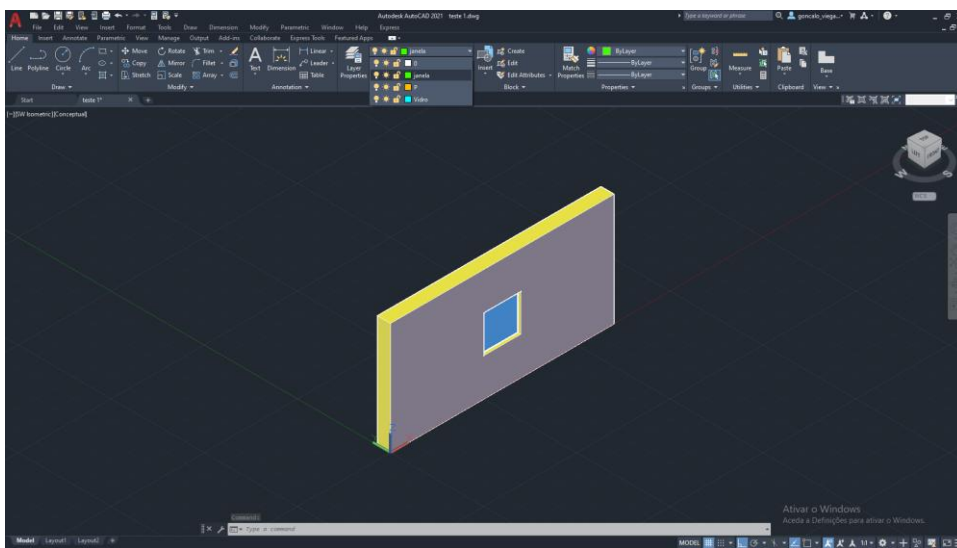 Autodesk AutoCAD 2021 teste 1.dwg
Type a keyword or phrase
goncalo_viega...
File Edit View Insert Format Tools Draw Dimension Modify Parametric Window Help Express
Home Insert Annotate Parametric View Manage Output Add-ins Collaborate Express Tools Featured Apps
Line Polyline Circle Arc
Move Rotate Trim
Copy Mirror Fillet
Stretch Scale Array
Text Dimension
Linear
Leader
Table
Layer Properties
janela
0
janela
P
Vidro
Insert
Create
Edit
Edit Attributes
Match Properties
ByLayer
ByLayer
ByLayer
Group
Measure
Paste
Base
Draw Modify Annotation Block Properties Groups Utilities Clipboard View
Start teste 1*
[-][SW Isometric][Conceptual]
WCS
Z
Command:
Type a command
Ativar o Windows
Aceda a Definições para ativar o Windows.
Model Layout1 Layout2 +
MODEL 1:1